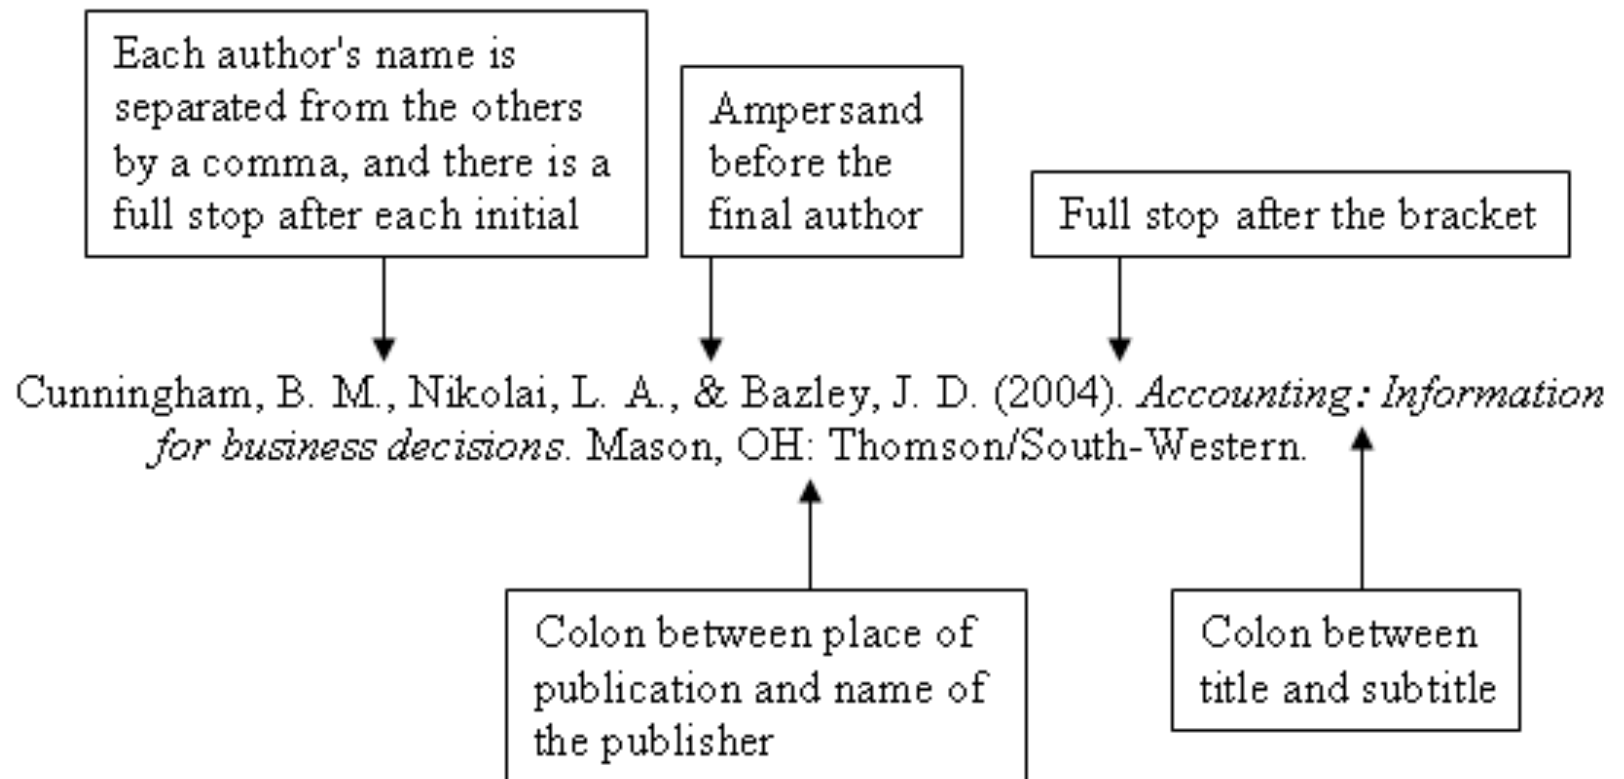 Each author's name is
separated from the others
by a comma, and there is a
full stop after each initial
Ampersand
before the
final author
Full stop after the bracket
Cunningham, B. M., Nikolai, L. A., & Bazley, J. D. (2004). Accounting: Information
for business decisions. Mason, OH: Thomson/South-Western.
Colon between place of
publication and name of
the publisher
Colon between
title and subtitle